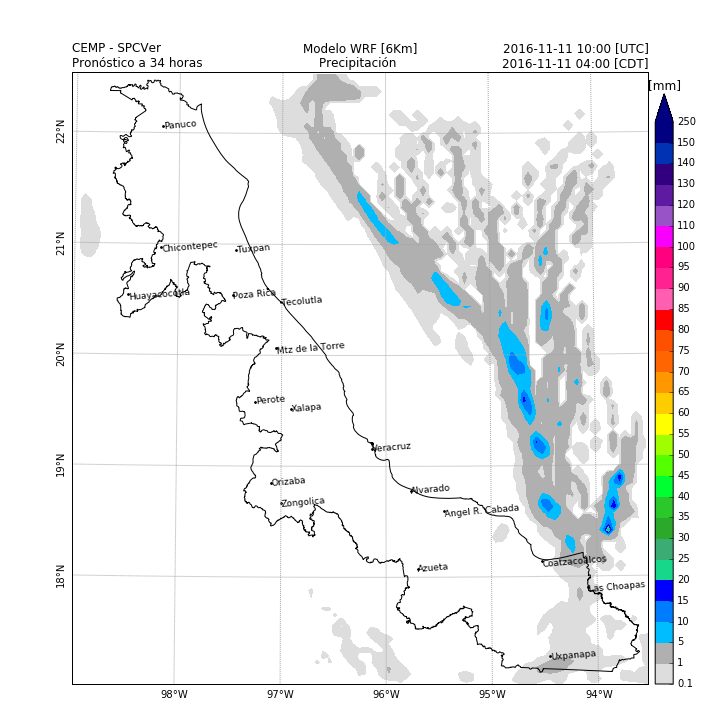 CEMP - SPCVer Modelo WRF [6Km] 2016-11-11 10:00 [UTC]
Pronóstico a 34 horas Precipitación 2016-11-11 04:00 [CDT]
[mm]
250
150
140
130
120
110
100
95
90
85
80
75
70
65
60
55
50
45
40
35
30
25
20
15
10
5
1
0.1
22°N
21°N
20°N
19°N
18°N
Panuco
Chicontepec
Tuxpan
Huayacocotla
Poza Rica
Tecolutla
Mtz de la Torre
Perote
Xalapa
Veracruz
Orizaba
Alvarado
Zongolica
Angel R. Cabada
Azueta
Coatzacoalcos
Las Choapas
Uxpanapa
98°W 97°W 96°W 95°W 94°W